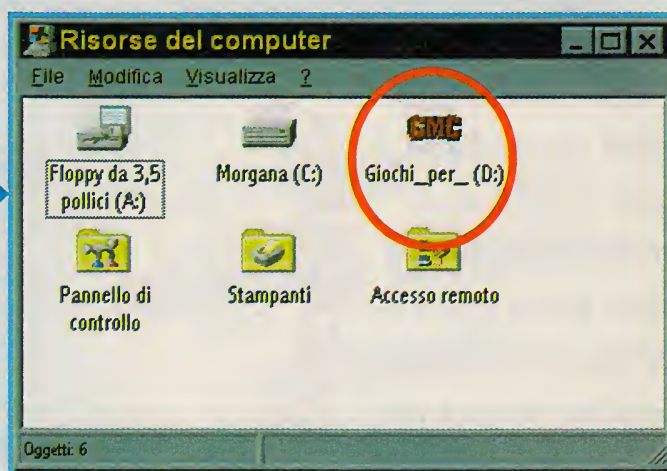 Risorse del computer
File Modifica Visualizza ?
Floppy da 3,5
pollici (A:)
Morgana (C:)
GMC
Giochi_per_ (D:)
Pannello di
controllo
Stampanti
Accesso remoto
Oggetti: 6